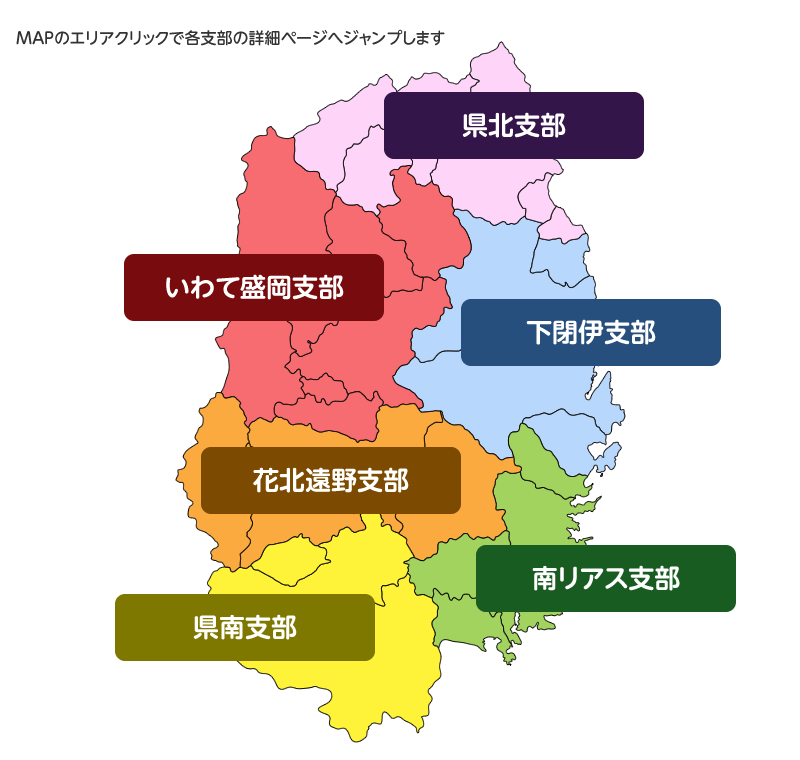 MAPのエリアクリックで各支部の詳細ページへジャンプします
県北支部
いわて盛岡支部
下閉伊支部
花北遠野支部
南リアス支部
県南支部